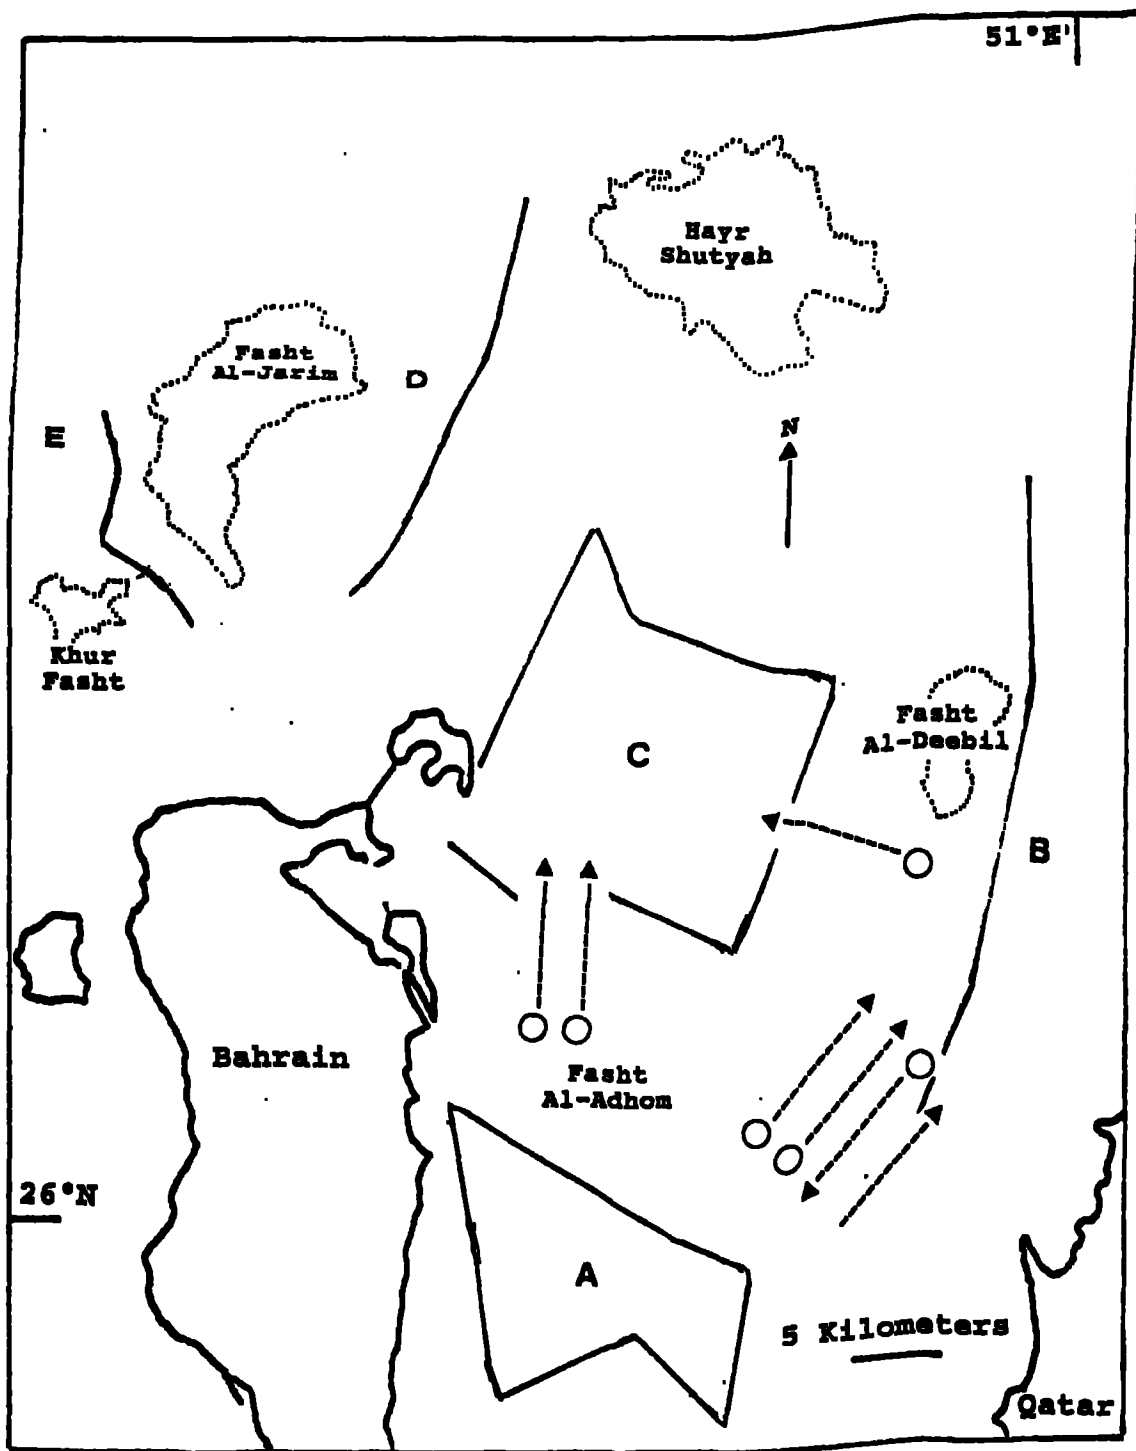 51°E'
Hayr
Shutyah
Fasht
Al-Jarim
D
N
E
Khur
Fasht
Fasht
Al-Deebil
C
B
Bahrain
Fasht
Al-Adhom
26°N
A
5 Kilometers
Qatar